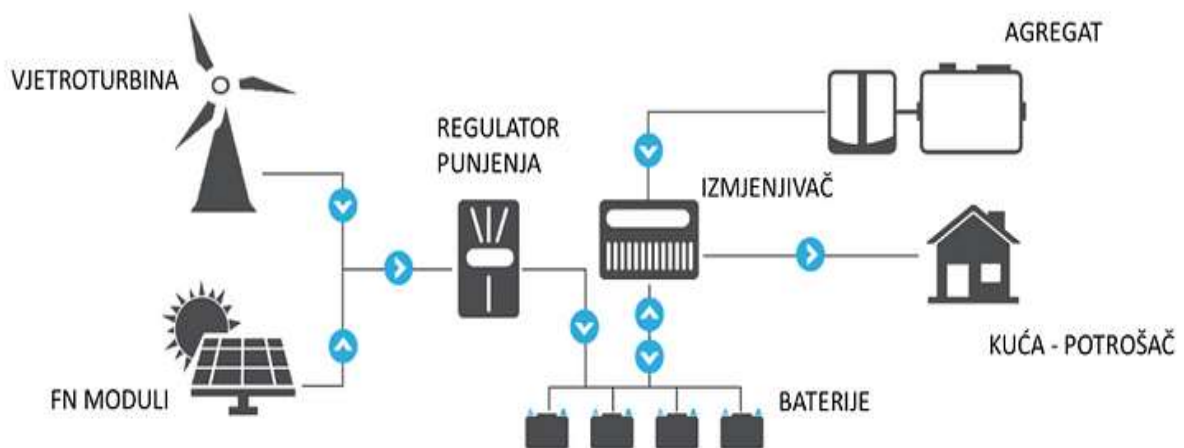 AGREGAT
VJETROTURBINA
REGULATOR
PUNJENJA
IZMJENJIVAČ
KUĆA - POTROŠAČ
FN MODULI
BATERIJE